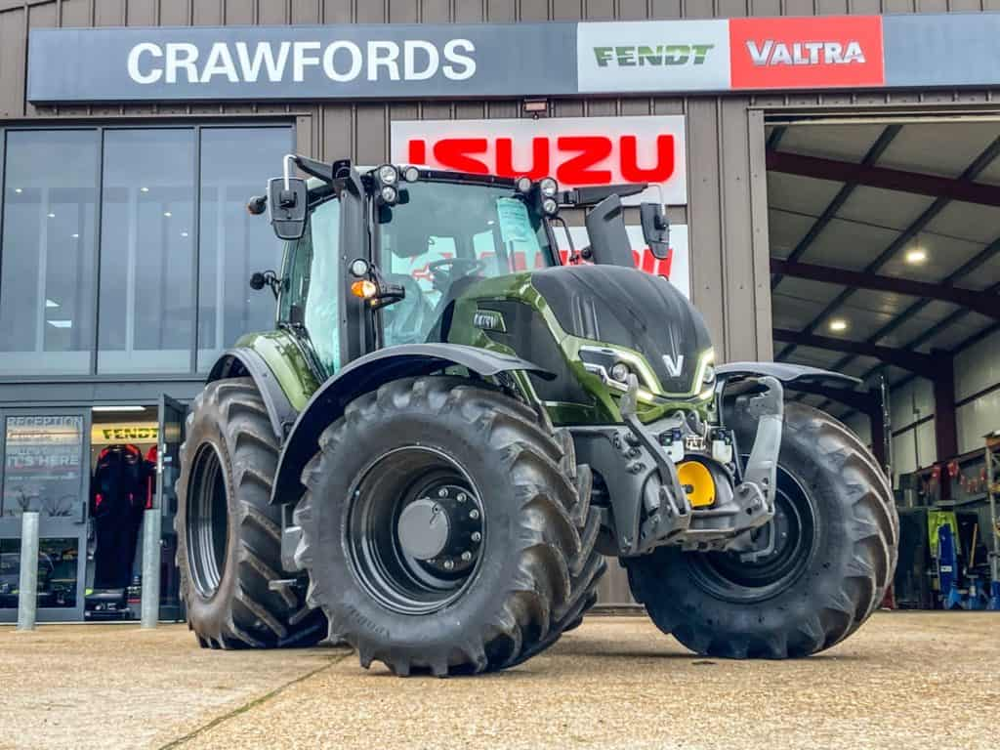 CRAWFORDS
FENDT
VALTRA
ISUZU
RECEPTION
IT'S HERE
FENDT